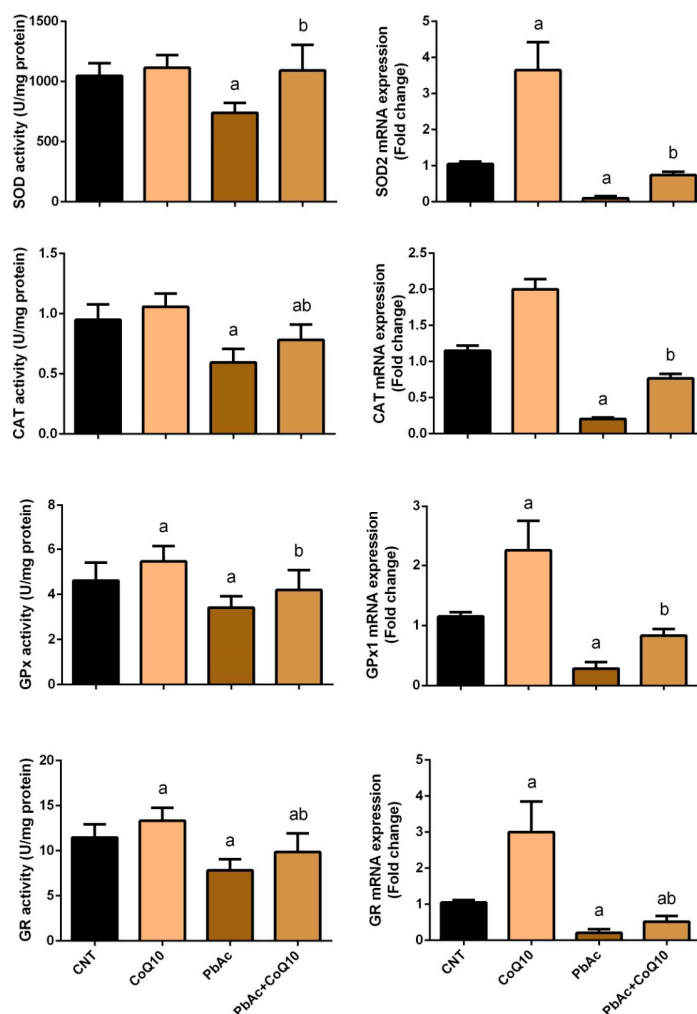 SOD activity (U/mg protein)
1500
1000
500
0
a
b
SOD2 mRNA expression
(Fold change)
5
4
3
2
1
0
a
a
b
CAT activity (U/mg protein)
1.5
1.0
0.5
0.0
a
ab
CAT mRNA expression
(Fold change)
2.5
2.0
1.5
1.0
0.5
0.0
a
b
GPx activity (U/mg protein)
8
6
4
2
0
a
a
b
GPx1 mRNA expression
(Fold change)
3
2
1
0
a
a
b
GR activity (U/mg protein)
20
15
10
5
0
a
a
ab
CNT
CoQ10
PbAc
PbAc+CoQ10
GR mRNA expression
(Fold change)
5
4
3
2
1
0
a
a
ab
CNT
CoQ10
PbAc
PbAc+CoQ10